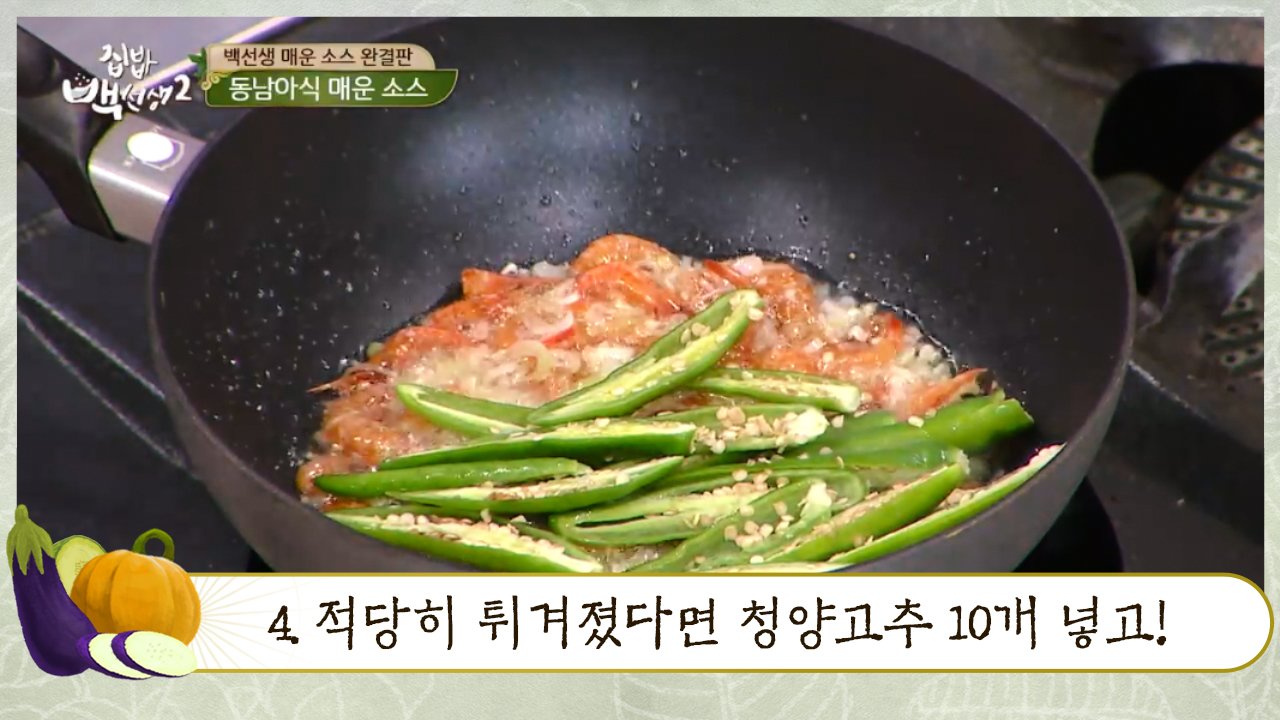 집밥
백선생2
백선생 매운 소스 완결판
동남아식 매운 소스
4. 적당히 튀겨졌다면 청양고추 10개 넣고!